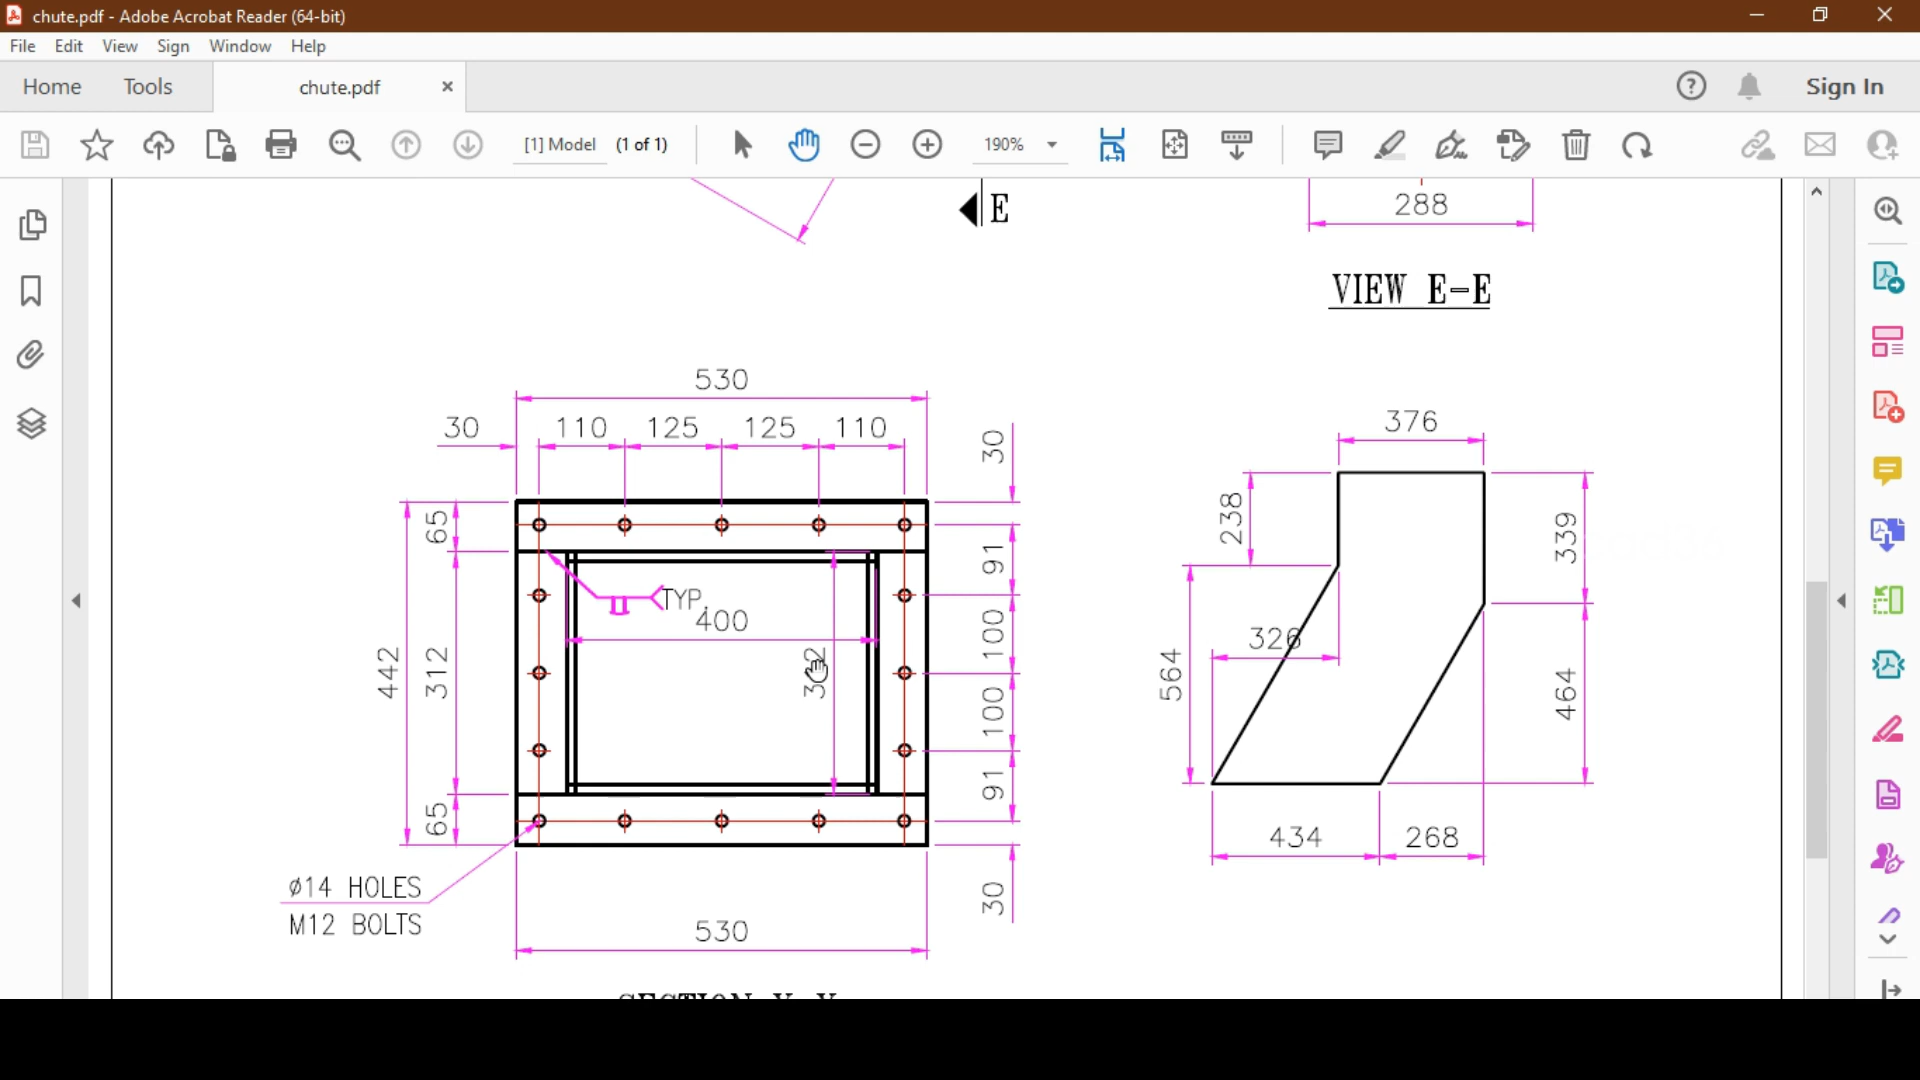 chute.pdf - Adobe Acrobat Reader (64-bit)
File Edit View Sign Window Help
Home Tools chute.pdf × ? Sign In
[1] Model (1 of 1) 190%
E
288
VIEW E-E
530
30 110 125 125 110 30
376
65 91
238 339
TYP.
400
100
326
442 312
564 464
100
65 91
434 268
Ø14 HOLES
M12 BOLTS
30
530